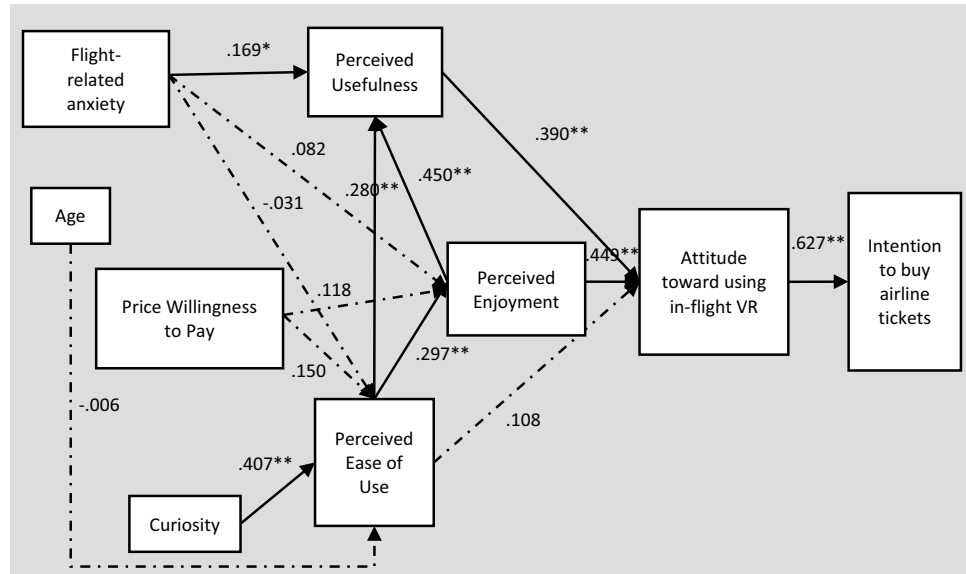 Flight-
related
anxiety
.169*
Perceived
Usefulness
.390**
.082
.280**
.450**
-.031
Age
Price Willingness
to Pay
.118
.150
Perceived
Enjoyment
.449**
.297**
Attitude
toward using
in-flight VR
.627**
Intention
to buy
airline
tickets
-.006
.108
Perceived
Ease of
Use
.407**
Curiosity